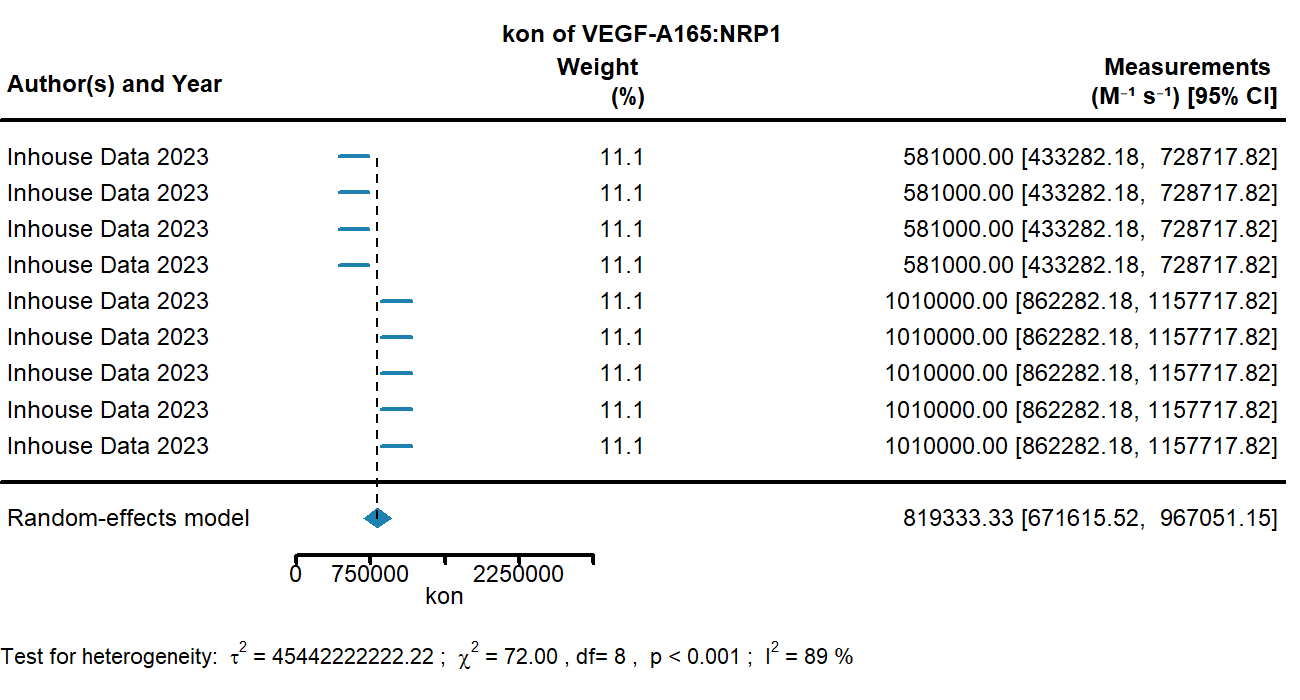 kon of VEGF-A165:NRP1
Author(s) and Year Weight (%) Measurements (M⁻¹ s⁻¹) [95% CI]
Inhouse Data 2023 11.1 581000.00 [433282.18, 728717.82]
Inhouse Data 2023 11.1 581000.00 [433282.18, 728717.82]
Inhouse Data 2023 11.1 581000.00 [433282.18, 728717.82]
Inhouse Data 2023 11.1 581000.00 [433282.18, 728717.82]
Inhouse Data 2023 11.1 1010000.00 [862282.18, 1157717.82]
Inhouse Data 2023 11.1 1010000.00 [862282.18, 1157717.82]
Inhouse Data 2023 11.1 1010000.00 [862282.18, 1157717.82]
Inhouse Data 2023 11.1 1010000.00 [862282.18, 1157717.82]
Inhouse Data 2023 11.1 1010000.00 [862282.18, 1157717.82]
Random-effects model 819333.33 [671615.52, 967051.15]
0 750000 2250000
kon
Test for heterogeneity: τ² = 45442222222.22 ; χ² = 72.00 , df= 8 , p < 0.001 ; I² = 89 %